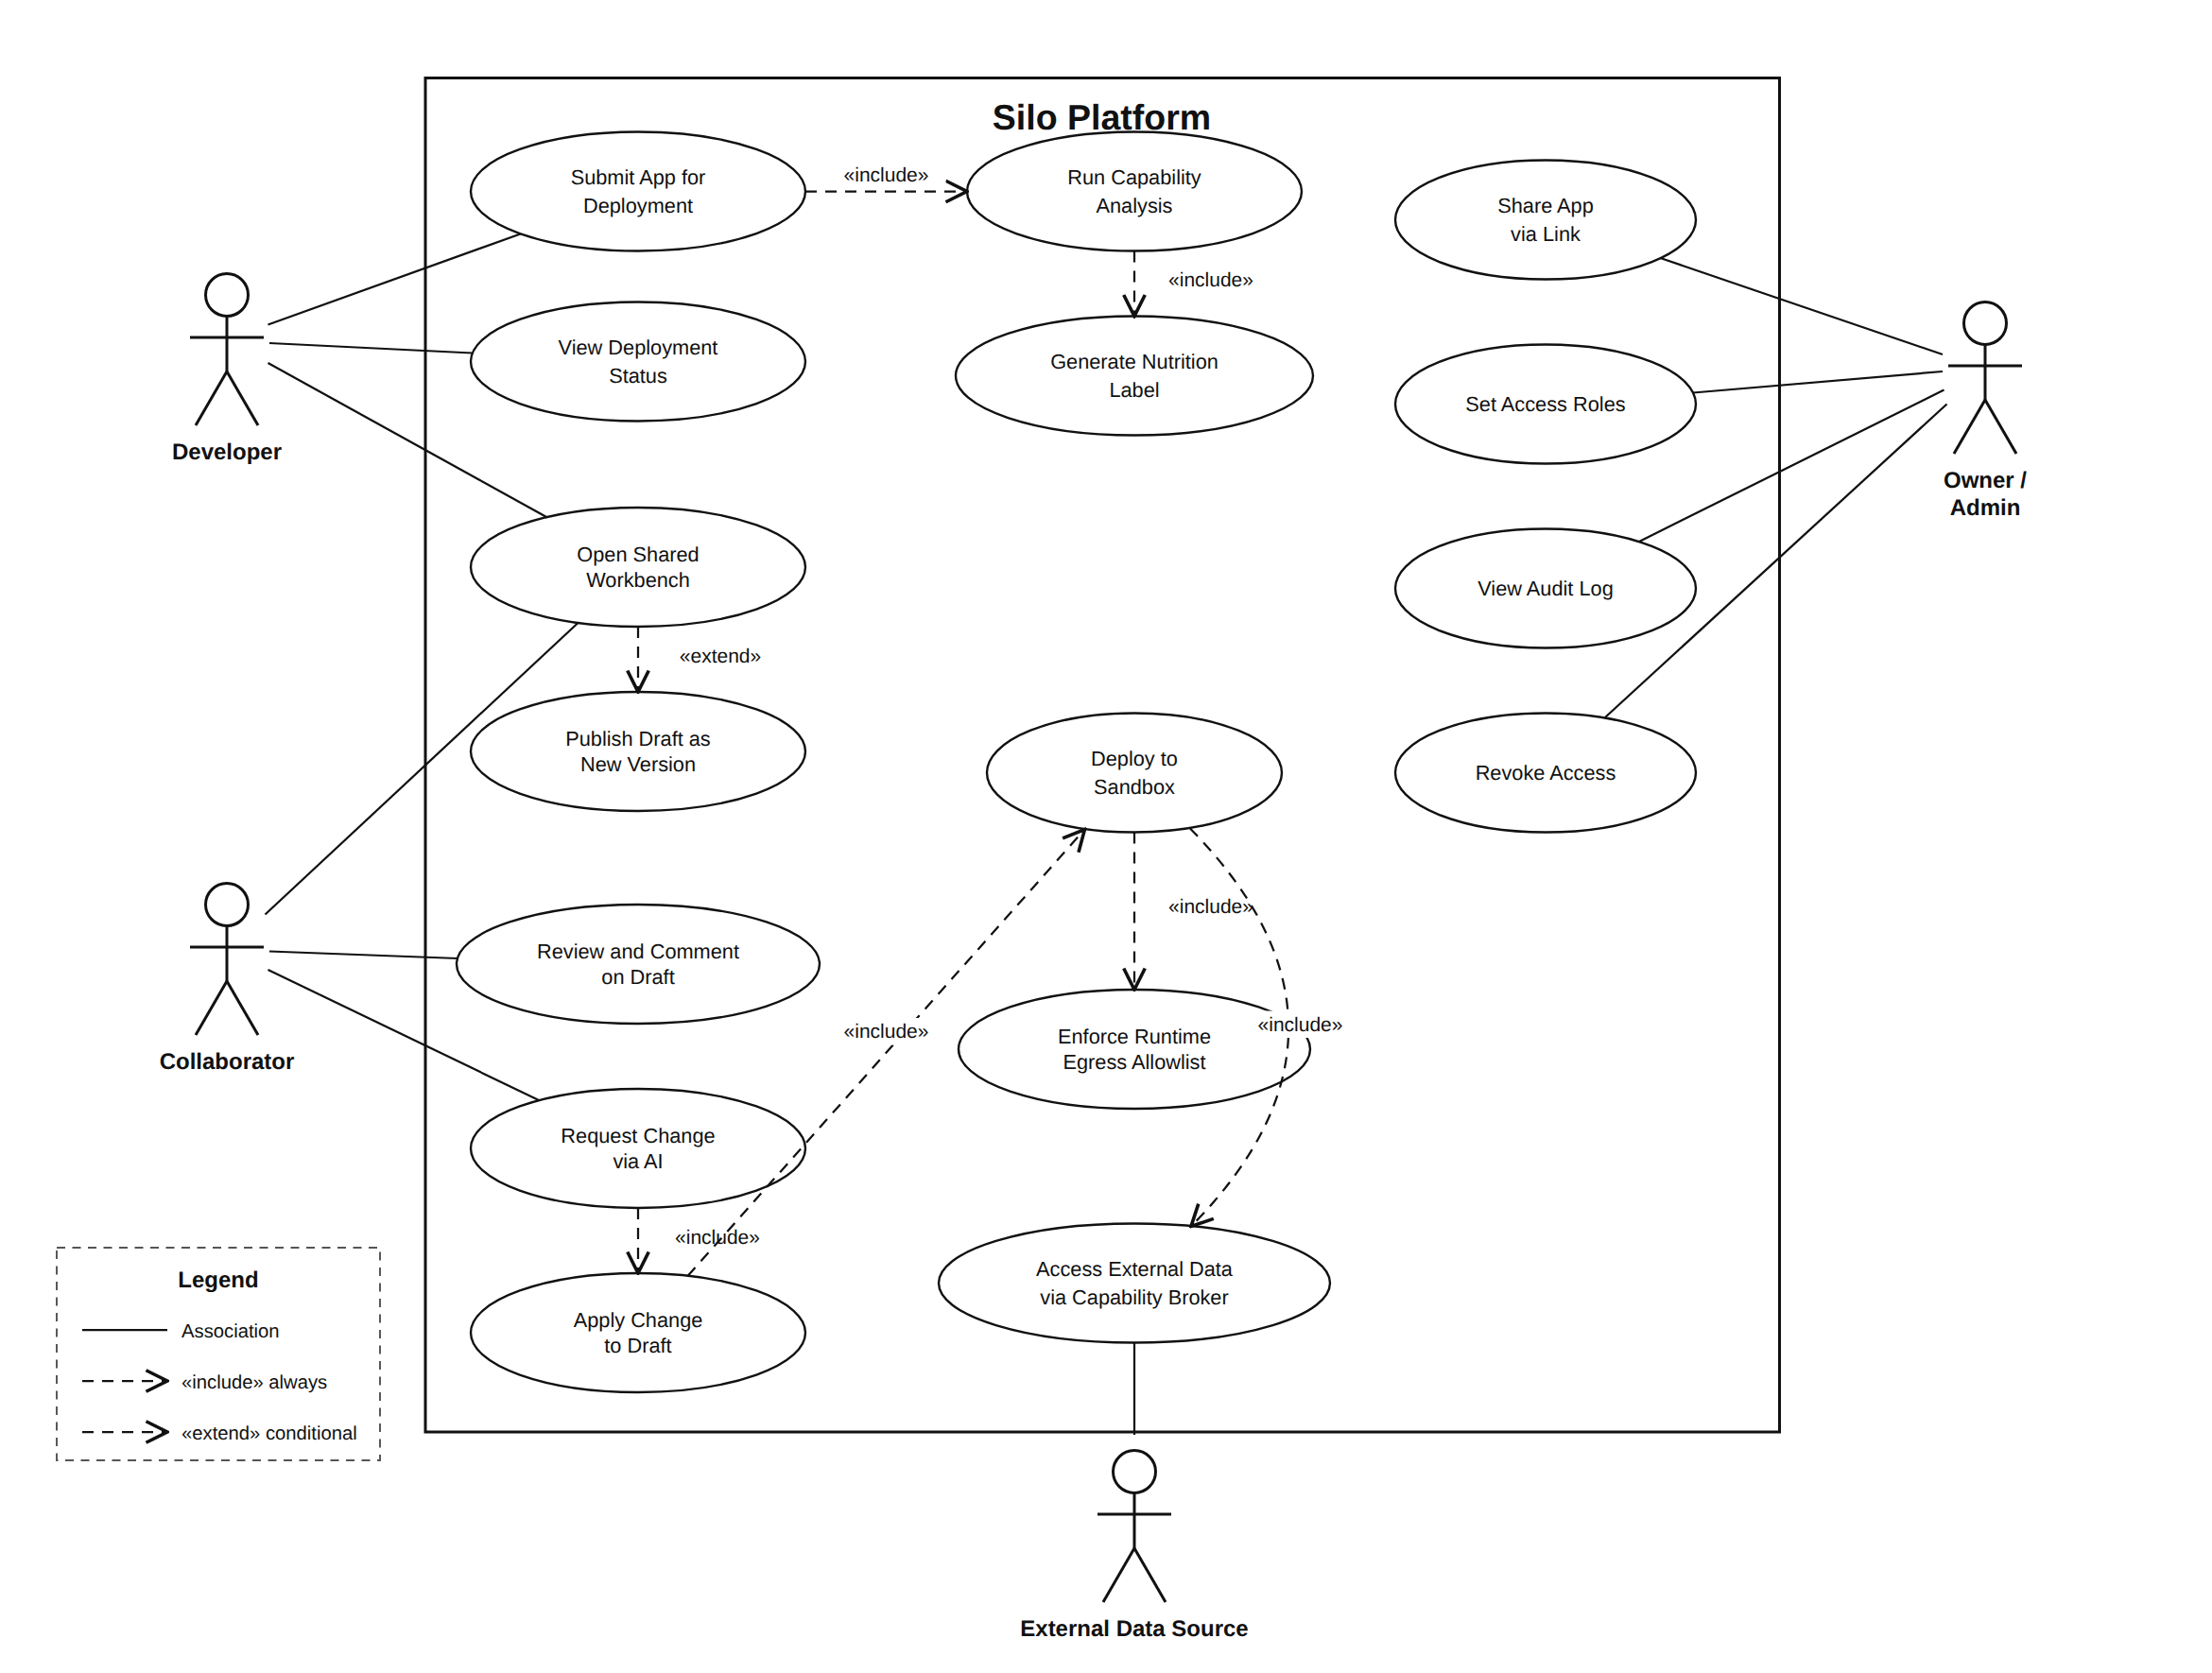 Silo Platform
Submit App for
Deployment
«include»
Run Capability
Analysis
Share App
via Link
«include»
View Deployment
Status
Generate Nutrition
Label
Set Access Roles
Developer
Owner /
Admin
Open Shared
Workbench
View Audit Log
«extend»
Publish Draft as
New Version
Deploy to
Sandbox
Revoke Access
«include»
Review and Comment
on Draft
«include»
Enforce Runtime
Egress Allowlist
«include»
Collaborator
Request Change
via AI
«include»
Access External Data
via Capability Broker
Apply Change
to Draft
Legend
Association
«include» always
«extend» conditional
External Data Source